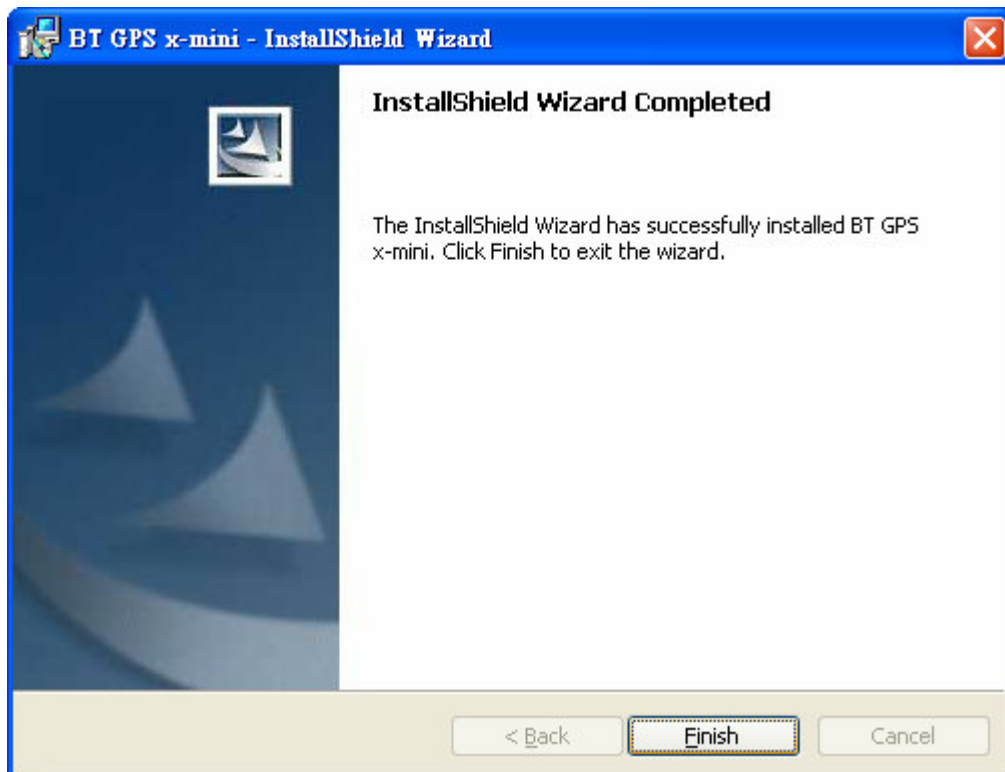 BT GPS x-mini - InstallShield Wizard
InstallShield Wizard Completed
The InstallShield Wizard has successfully installed BT GPS
x-mini. Click Finish to exit the wizard.
< Back Finish Cancel